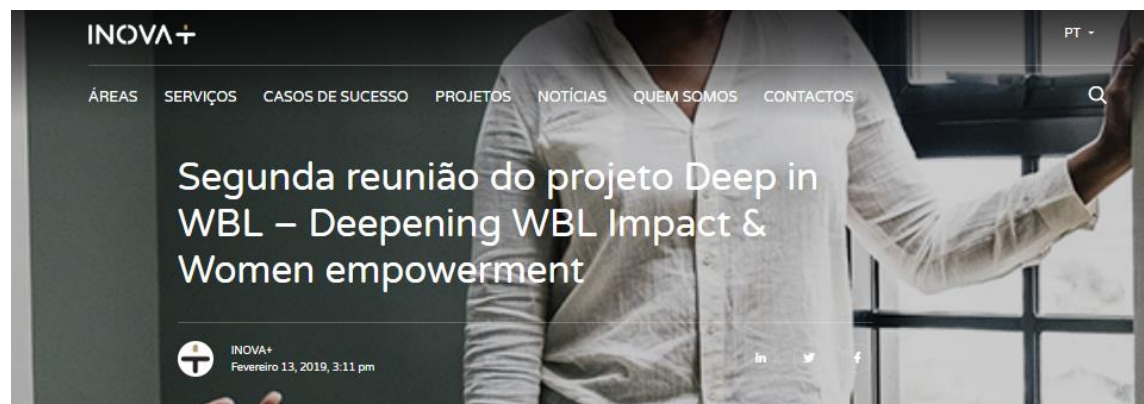 INOVA+
PT
ÁREAS SERVIÇOS CASOS DE SUCESSO PROJETOS NOTÍCIAS QUEM SOMOS CONTACTOS
Segunda reunião do projeto Deep in
WBL – Deepening WBL Impact &
Women empowerment
INOVA+
Fevereiro 13, 2019, 3:11 pm